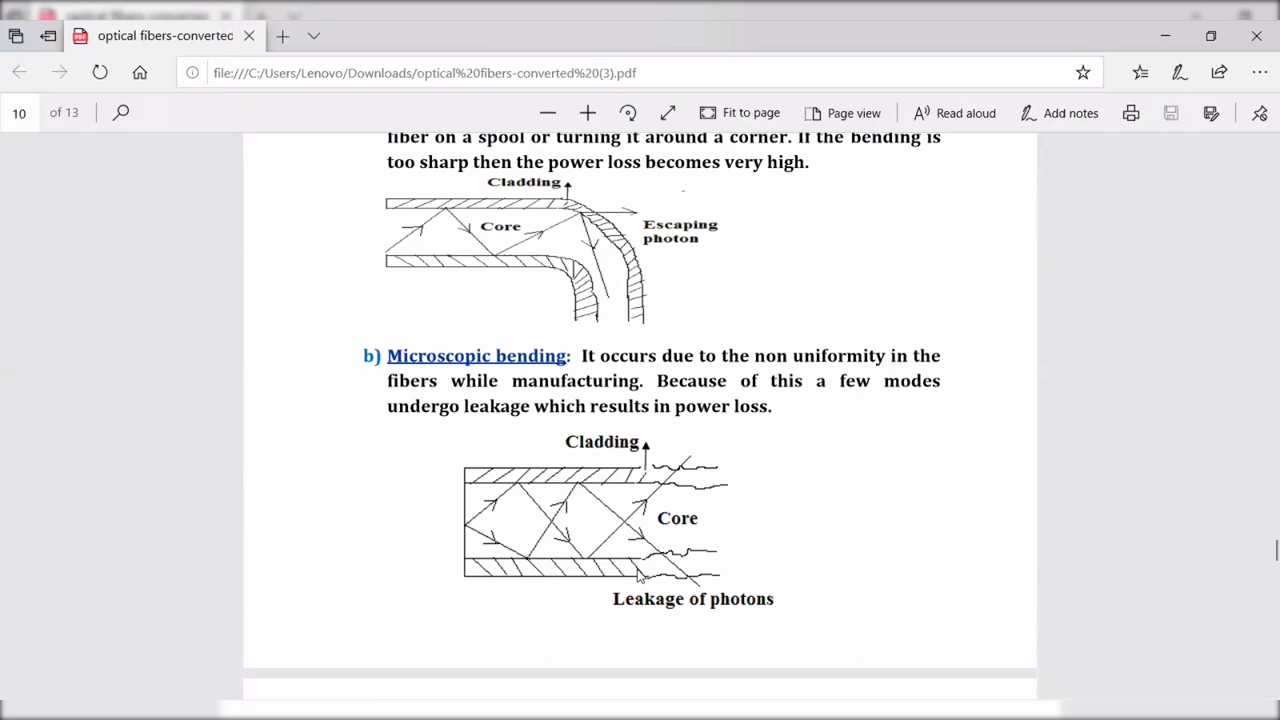 optical fibers-converted
file:///C:/Users/Lenovo/Downloads/optical%20fibers-converted%20(3).pdf
10 of 13 Fit to page Page view Read aloud Add notes
fiber on a spool or turning it around a corner. If the bending is
too sharp then the power loss becomes very high.
Cladding
Core
Escaping
photon
b) Microscopic bending: It occurs due to the non uniformity in the
fibers while manufacturing. Because of this a few modes
undergo leakage which results in power loss.
Cladding
Core
Leakage of photons